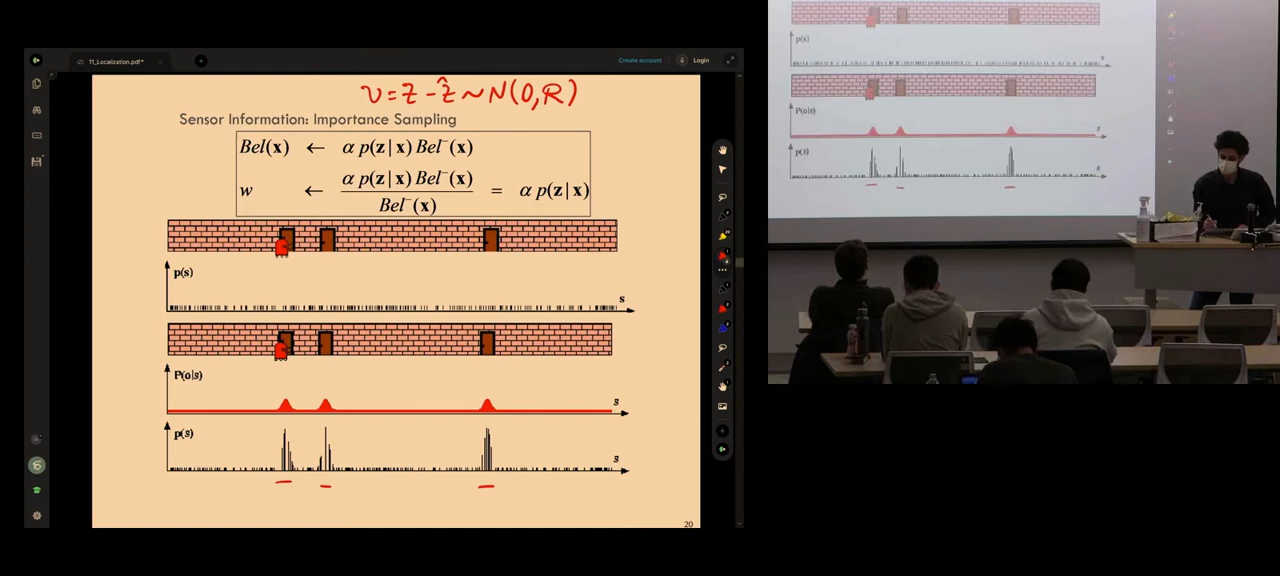 11_Localization.pdf*
Create account
Login
ν = z - ẑ ~ N(0, R)
Sensor Information: Importance Sampling
Bel(x) ← α p(z | x) Bel⁻(x)
w ← α p(z | x) Bel⁻(x) / Bel⁻(x) = α p(z | x)
p(s)
s
P(o|s)
s
p(s)
s
20
p(s)
s
P(o|s)
s
p(s)
s